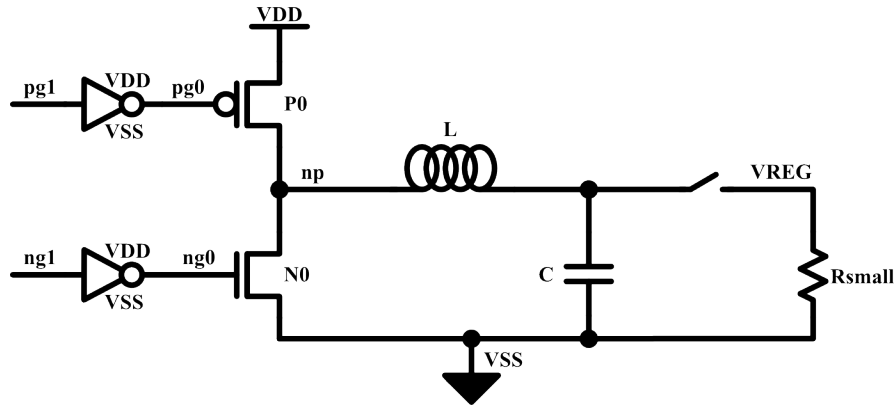 VDD
pg1
VDD
pg0
P0
VSS
L
np
VREG
ng1
VDD
ng0
N0
C
Rsmall
VSS
VSS